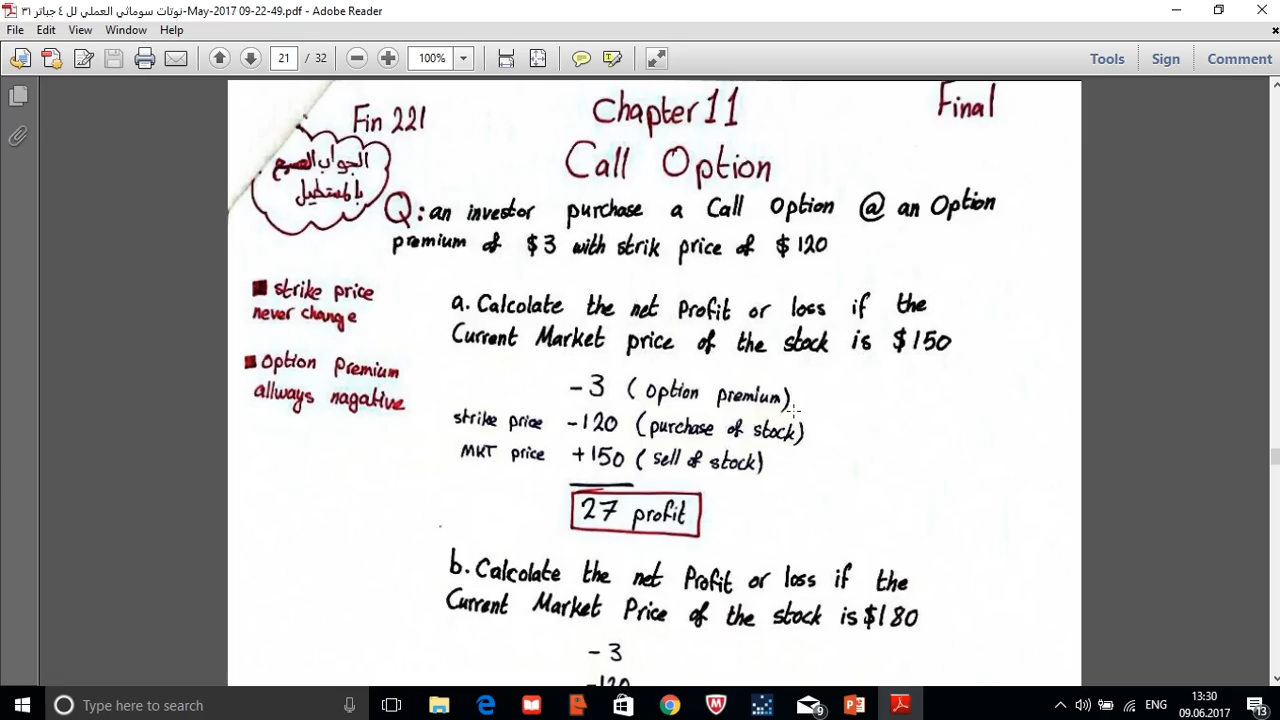 نوتات سوماثي العملي لل ٤ جباتر ٣١-May-2017 09-22-49.pdf - Adobe Reader
File Edit View Window Help
21 / 32 100% Tools Sign Comment
Fin 221
Chapter 11
Final
Call Option
الجواب الصحيح
بالمستطيل
Q: an investor purchase a Call Option @ an Option
premium of $3 with strik price of $120
■ strike price
never change
■ Option Premium
allways nagative
a. Calculate the net Profit or loss if the
Current Market price of the stock is $150
-3 (option premium)
strike price -120 (purchase of stock)
MKT price +150 (sell of stock)
27 profit
b. Calcolate the net Profit or loss if the
Current Market Price of the stock is $180
-3
-120
Type here to search
9
ENG
13:30
09.06.2017
13